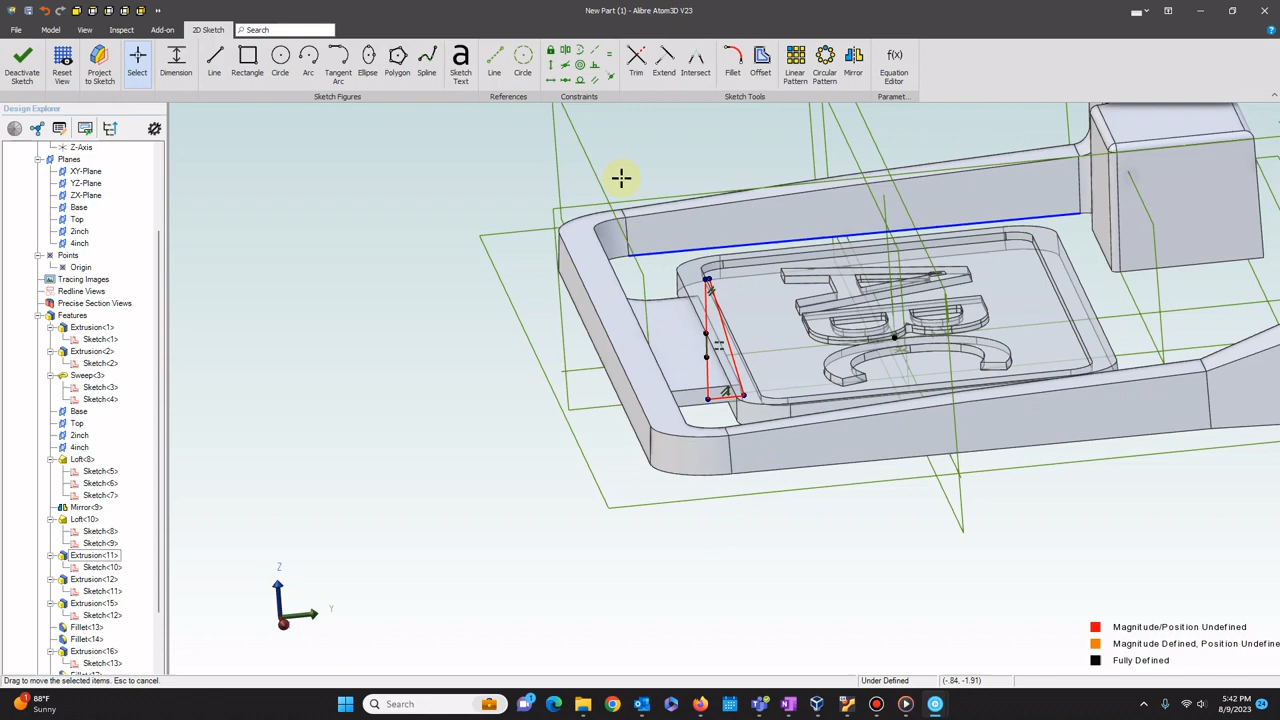 New Part (1) - Alibre Atom3D V23
File Model View Inspect Add-on 2D Sketch Search
Deactivate Sketch
Reset View
Project to Sketch
Select
Dimension
Line
Rectangle
Circle
Arc
Tangent Arc
Ellipse
Polygon
Spline
Sketch Text
Line
Circle
Trim
Extend
Intersect
Fillet
Offset
Linear Pattern
Circular Pattern
Mirror
f(x)
Equation Editor
Sketch Figures References Constraints Sketch Tools Paramet...
Design Explorer
Z-Axis
Planes
XY-Plane
YZ-Plane
ZX-Plane
Base
Top
2inch
4inch
Points
Origin
Tracing Images
Redline Views
Precise Section Views
Features
Extrusion<1>
Sketch<1>
Extrusion<2>
Sketch<2>
Sweep<3>
Sketch<3>
Sketch<4>
Base
Top
2inch
4inch
Loft<8>
Sketch<5>
Sketch<6>
Sketch<7>
Mirror<9>
Loft<10>
Sketch<8>
Sketch<9>
Extrusion<11>
Sketch<10>
Extrusion<12>
Sketch<11>
Extrusion<15>
Sketch<12>
Fillet<13>
Fillet<14>
Extrusion<16>
Sketch<13>
ABC
Z
Y
Magnitude/Position Undefined
Magnitude Defined, Position Undefine
Fully Defined
Drag to move the selected items. Esc to cancel.
Under Defined
(-.84, -1.91)
88°F
Sunny
Search
5:42 PM
8/9/2023